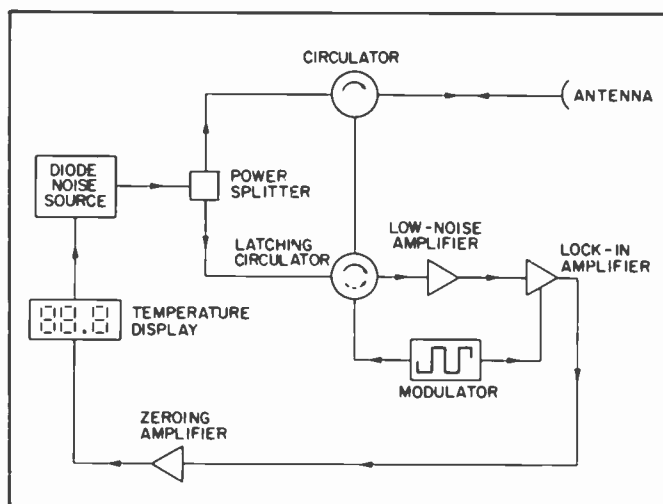 CIRCULATOR
ANTENNA
DIODE
NOISE
SOURCE
POWER
SPLITTER
LATCHING
CIRCULATOR
LOW-NOISE
AMPLIFIER
LOCK-IN
AMPLIFIER
88.8
TEMPERATURE
DISPLAY
MODULATOR
ZEROING
AMPLIFIER